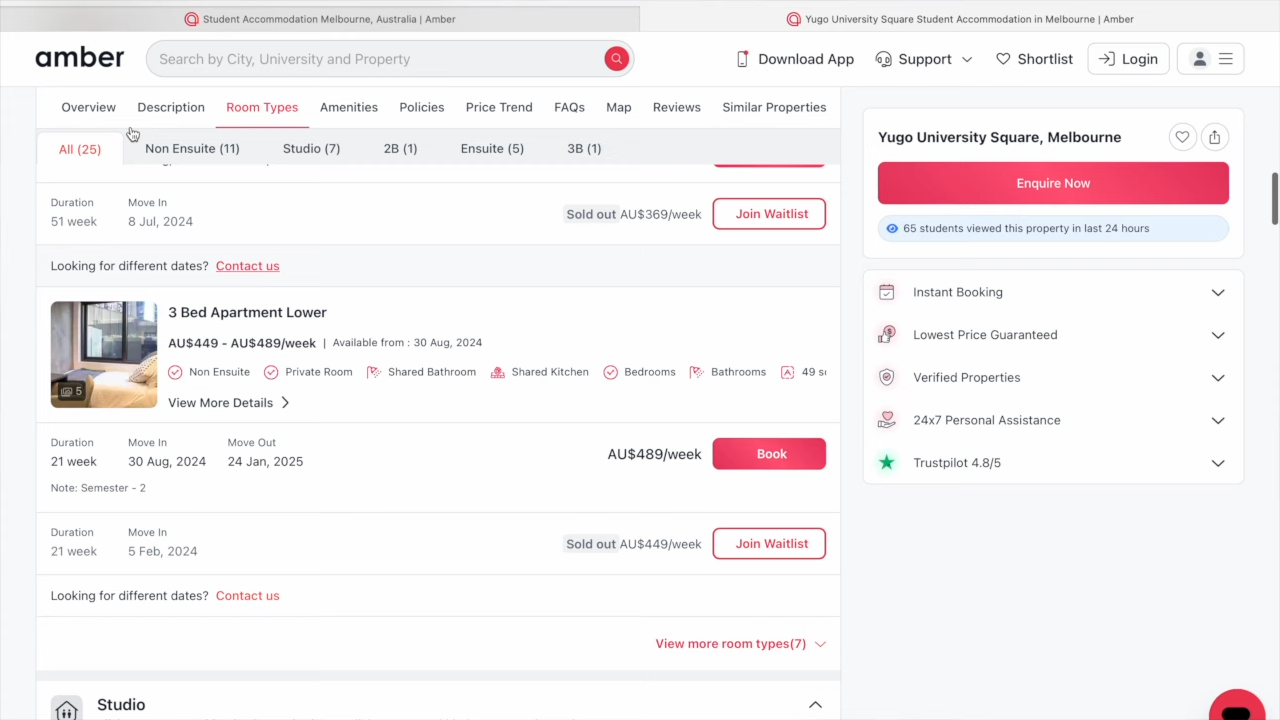 Student Accommodation Melbourne, Australia | Amber
Yugo University Square Student Accommodation in Melbourne | Amber
amber
Search by City, University and Property
Download App
Support
Shortlist
Login
Overview Description Room Types Amenities Policies Price Trend FAQs Map Reviews Similar Properties
All (25) Non Ensuite (11) Studio (7) 2B (1) Ensuite (5) 3B (1)
Duration Move In
51 week 8 Jul, 2024
Sold out AU$369/week Join Waitlist
Looking for different dates? Contact us
3 Bed Apartment Lower
AU$449 - AU$489/week | Available from : 30 Aug, 2024
Non Ensuite Private Room Shared Bathroom Shared Kitchen Bedrooms Bathrooms 49
5
View More Details
Duration Move In Move Out
21 week 30 Aug, 2024 24 Jan, 2025
AU$489/week Book
Note: Semester - 2
Duration Move In
21 week 5 Feb, 2024
Sold out AU$449/week Join Waitlist
Looking for different dates? Contact us
View more room types(7)
Studio
Yugo University Square, Melbourne
Enquire Now
65 students viewed this property in last 24 hours
Instant Booking
Lowest Price Guaranteed
Verified Properties
24x7 Personal Assistance
Trustpilot 4.8/5